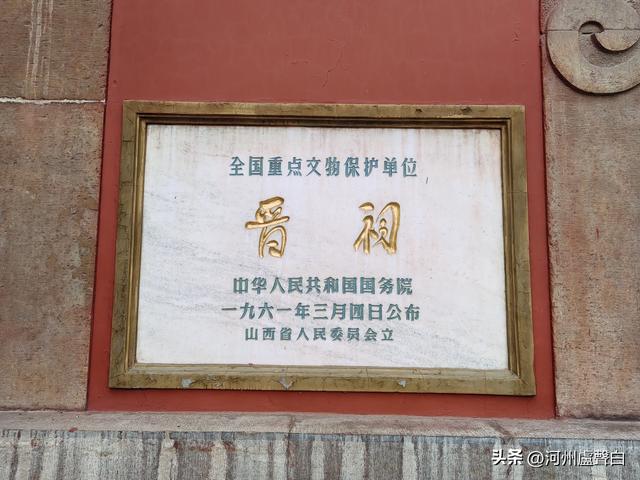 全国重点文物保护单位
晋祠
中华人民共和国国务院
一九六一年三月四日公布
山西省人民委员会立
头条 @河州盧聲白